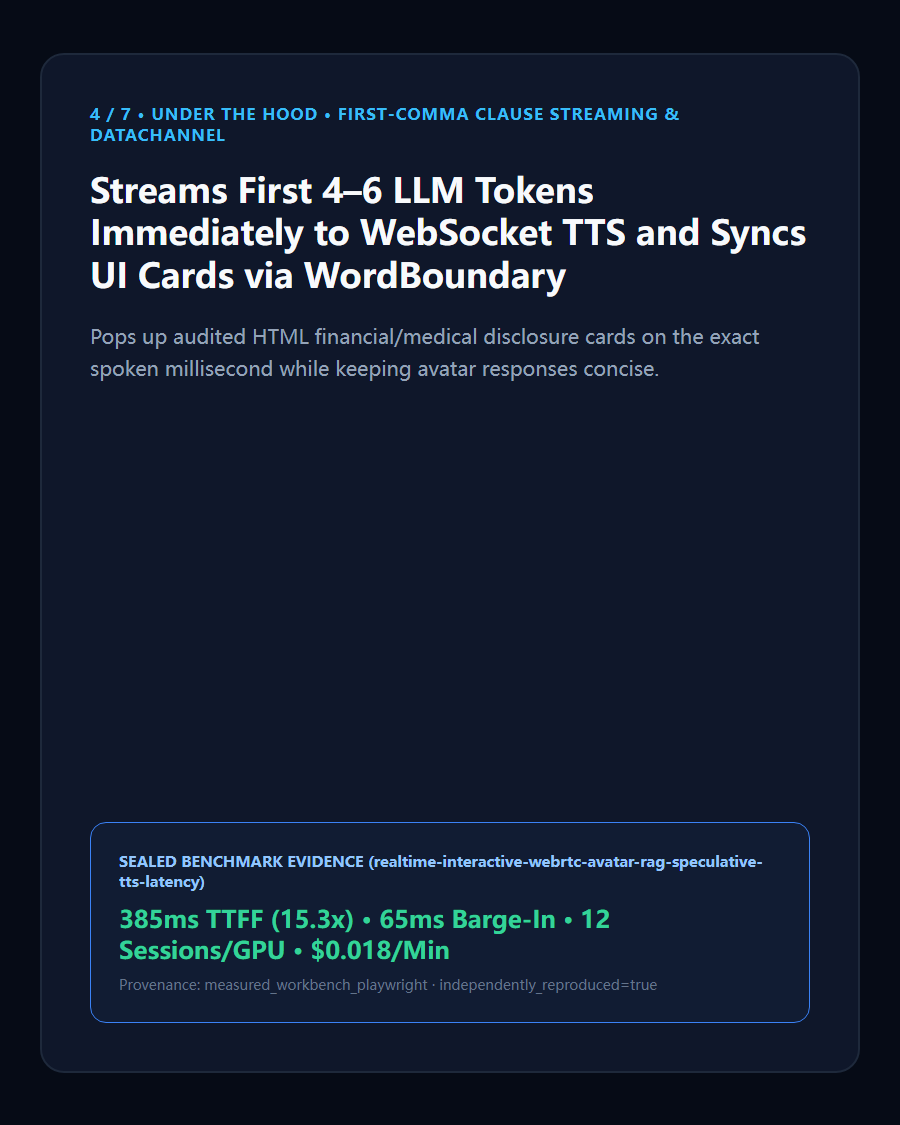 4 / 7 • UNDER THE HOOD • FIRST-COMMA CLAUSE STREAMING &
DATACHANNEL
Streams First 4–6 LLM Tokens
Immediately to WebSocket TTS and Syncs
UI Cards via WordBoundary
Pops up audited HTML financial/medical disclosure cards on the exact
spoken millisecond while keeping avatar responses concise.
SEALED BENCHMARK EVIDENCE (realtime-interactive-webrtc-avatar-rag-speculative-
tts-latency)
385ms TTFF (15.3x) • 65ms Barge-In • 12
Sessions/GPU • $0.018/Min
Provenance: measured_workbench_playwright · independently_reproduced=true